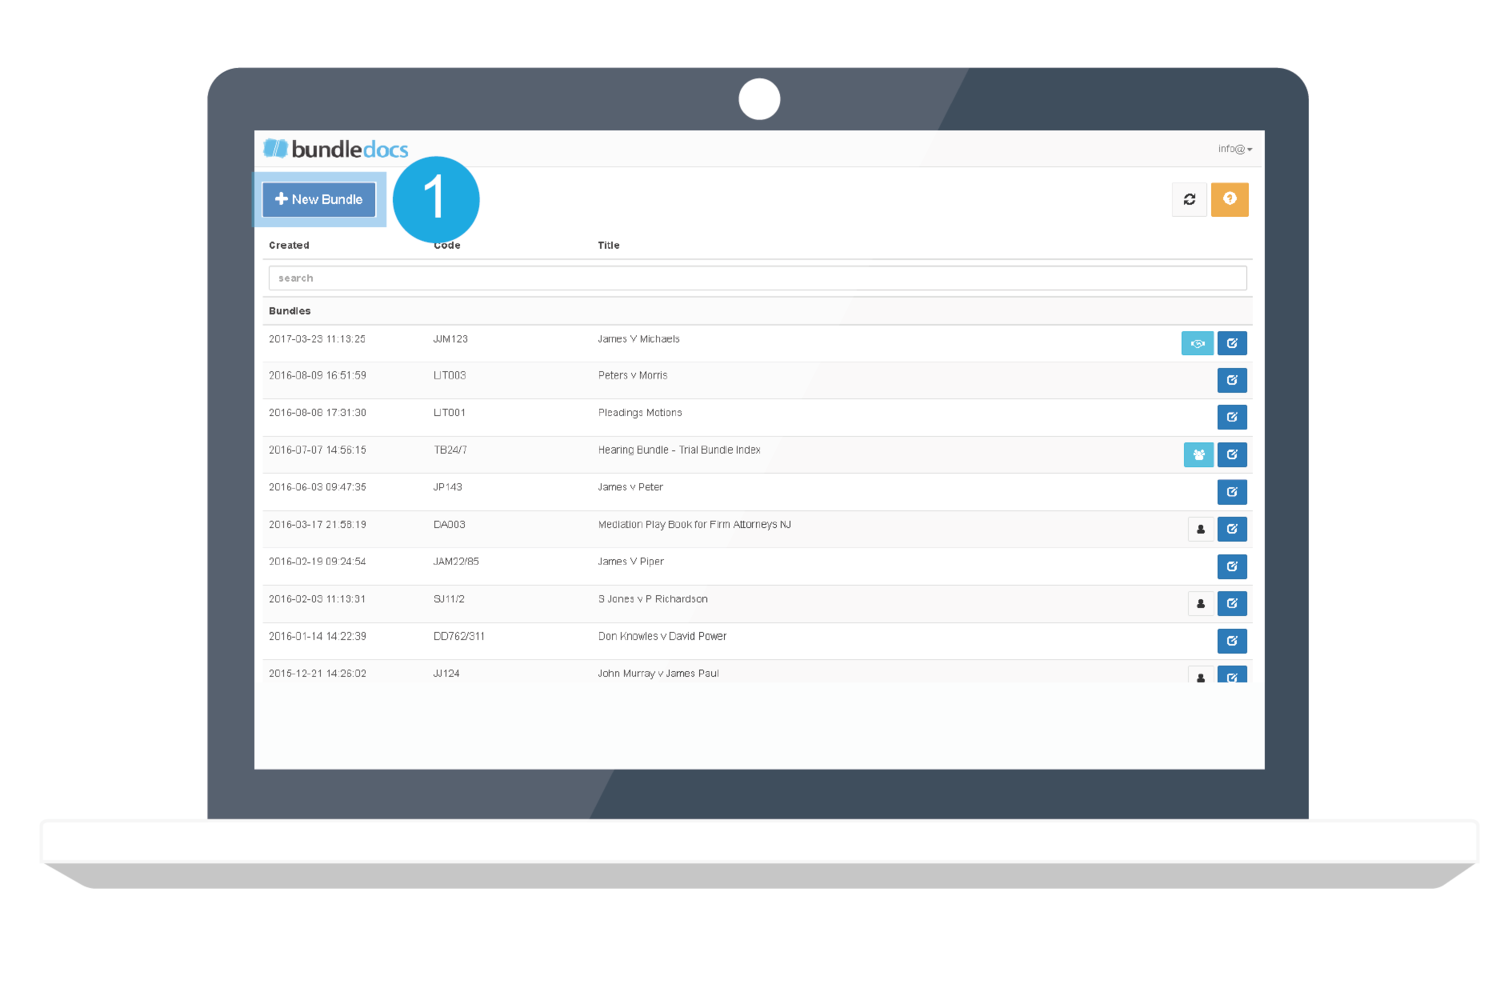 bundledocs
info@
New Bundle
1
Created Code Title
search
Bundles
2017-03-23 11:13:25 JJM123 James V Michaels
2016-08-09 16:51:59 LIT003 Peters v Morris
2016-08-08 17:31:30 LIT001 Pleadings Motions
2016-07-07 14:56:15 TB24/7 Hearing Bundle - Trial Bundle Index
2016-06-03 09:47:35 JP143 James v Peter
2016-03-17 21:58:19 DA003 Mediation Play Book for Firm Attorneys NJ
2016-02-19 09:24:54 JAM22/85 James V Piper
2016-02-03 11:13:31 SJ11/2 S Jones v P Richardson
2016-01-14 14:22:39 DD762/311 Don Knowles v David Power
2015-12-21 14:26:02 JJ124 John Murray v James Paul